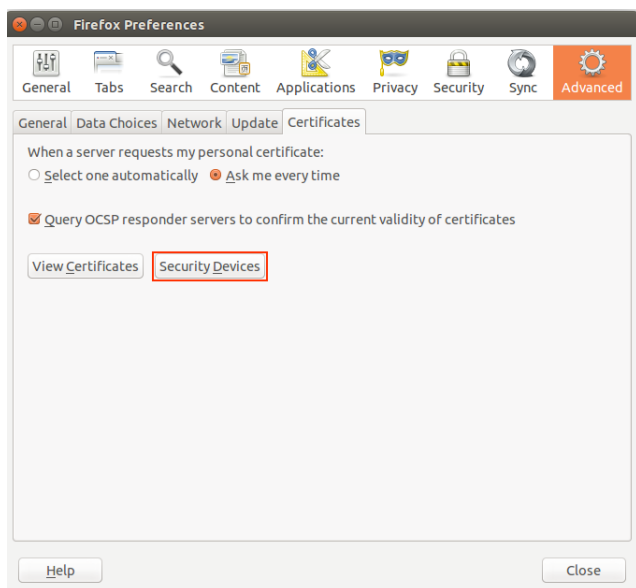 Firefox Preferences
General Tabs Search Content Applications Privacy Security Sync Advanced
General Data Choices Network Update Certificates
When a server requests my personal certificate:
Select one automatically Ask me every time
Query OCSP responder servers to confirm the current validity of certificates
View Certificates Security Devices
Help Close